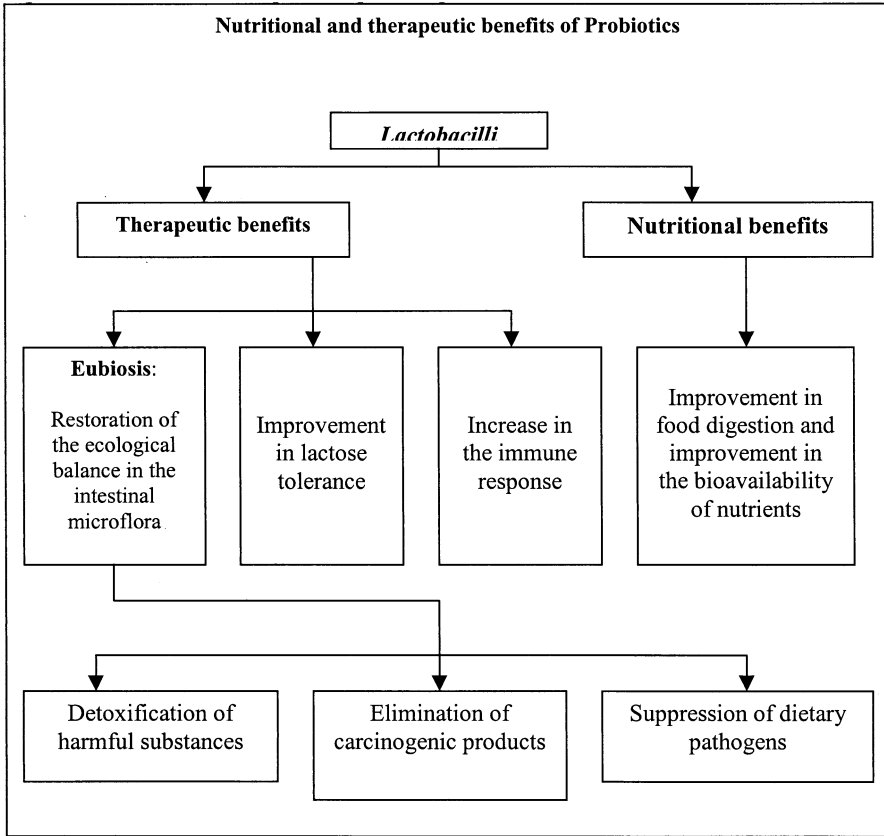 Nutritional and therapeutic benefits of Probiotics
Lactobacilli
Therapeutic benefits
Nutritional benefits
Eubiosis:
Restoration of
the ecological
balance in the
intestinal
microflora
Improvement
in lactose
tolerance
Increase in
the immune
response
Improvement in
food digestion and
improvement in
the bioavailability
of nutrients
Detoxification of
harmful substances
Elimination of
carcinogenic products
Suppression of dietary
pathogens